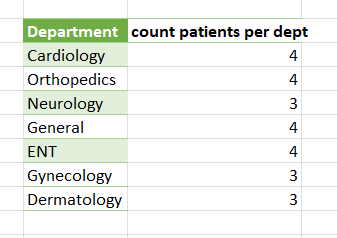 Department count patients per dept
Cardiology 4
Orthopedics 4
Neurology 3
General 4
ENT 4
Gynecology 3
Dermatology 3